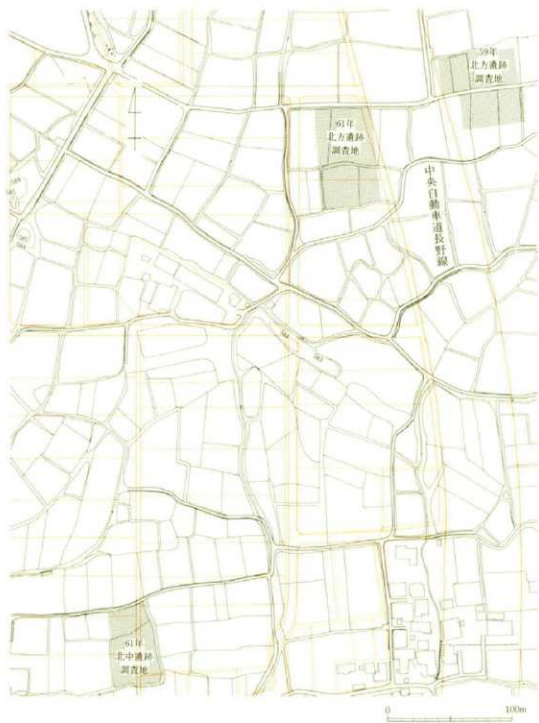 59年
北方遺跡
調査地
61年
北方遺跡
調査地
中央自動車道長野線
61年
北中遺跡
調査地
0 100m